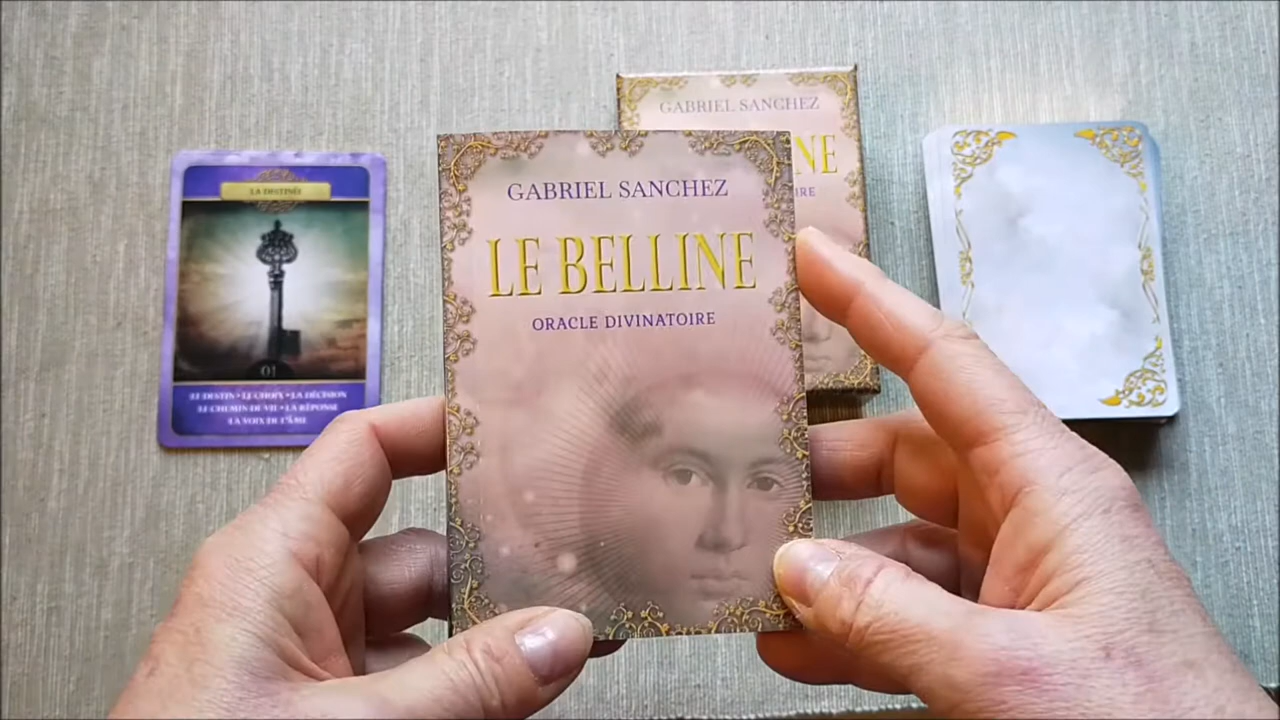 GABRIEL SANCHEZ
LE BELLINE
ORACLE DIVINATOIRE
GABRIEL SANCHEZ
NE
IRE
LA DESTINÉE
01
LE DESTIN • LE CHOIX • LA DÉCISION
LE CHEMIN DE VIE • LA RÉPONSE
LA VOIX DE L'ÂME